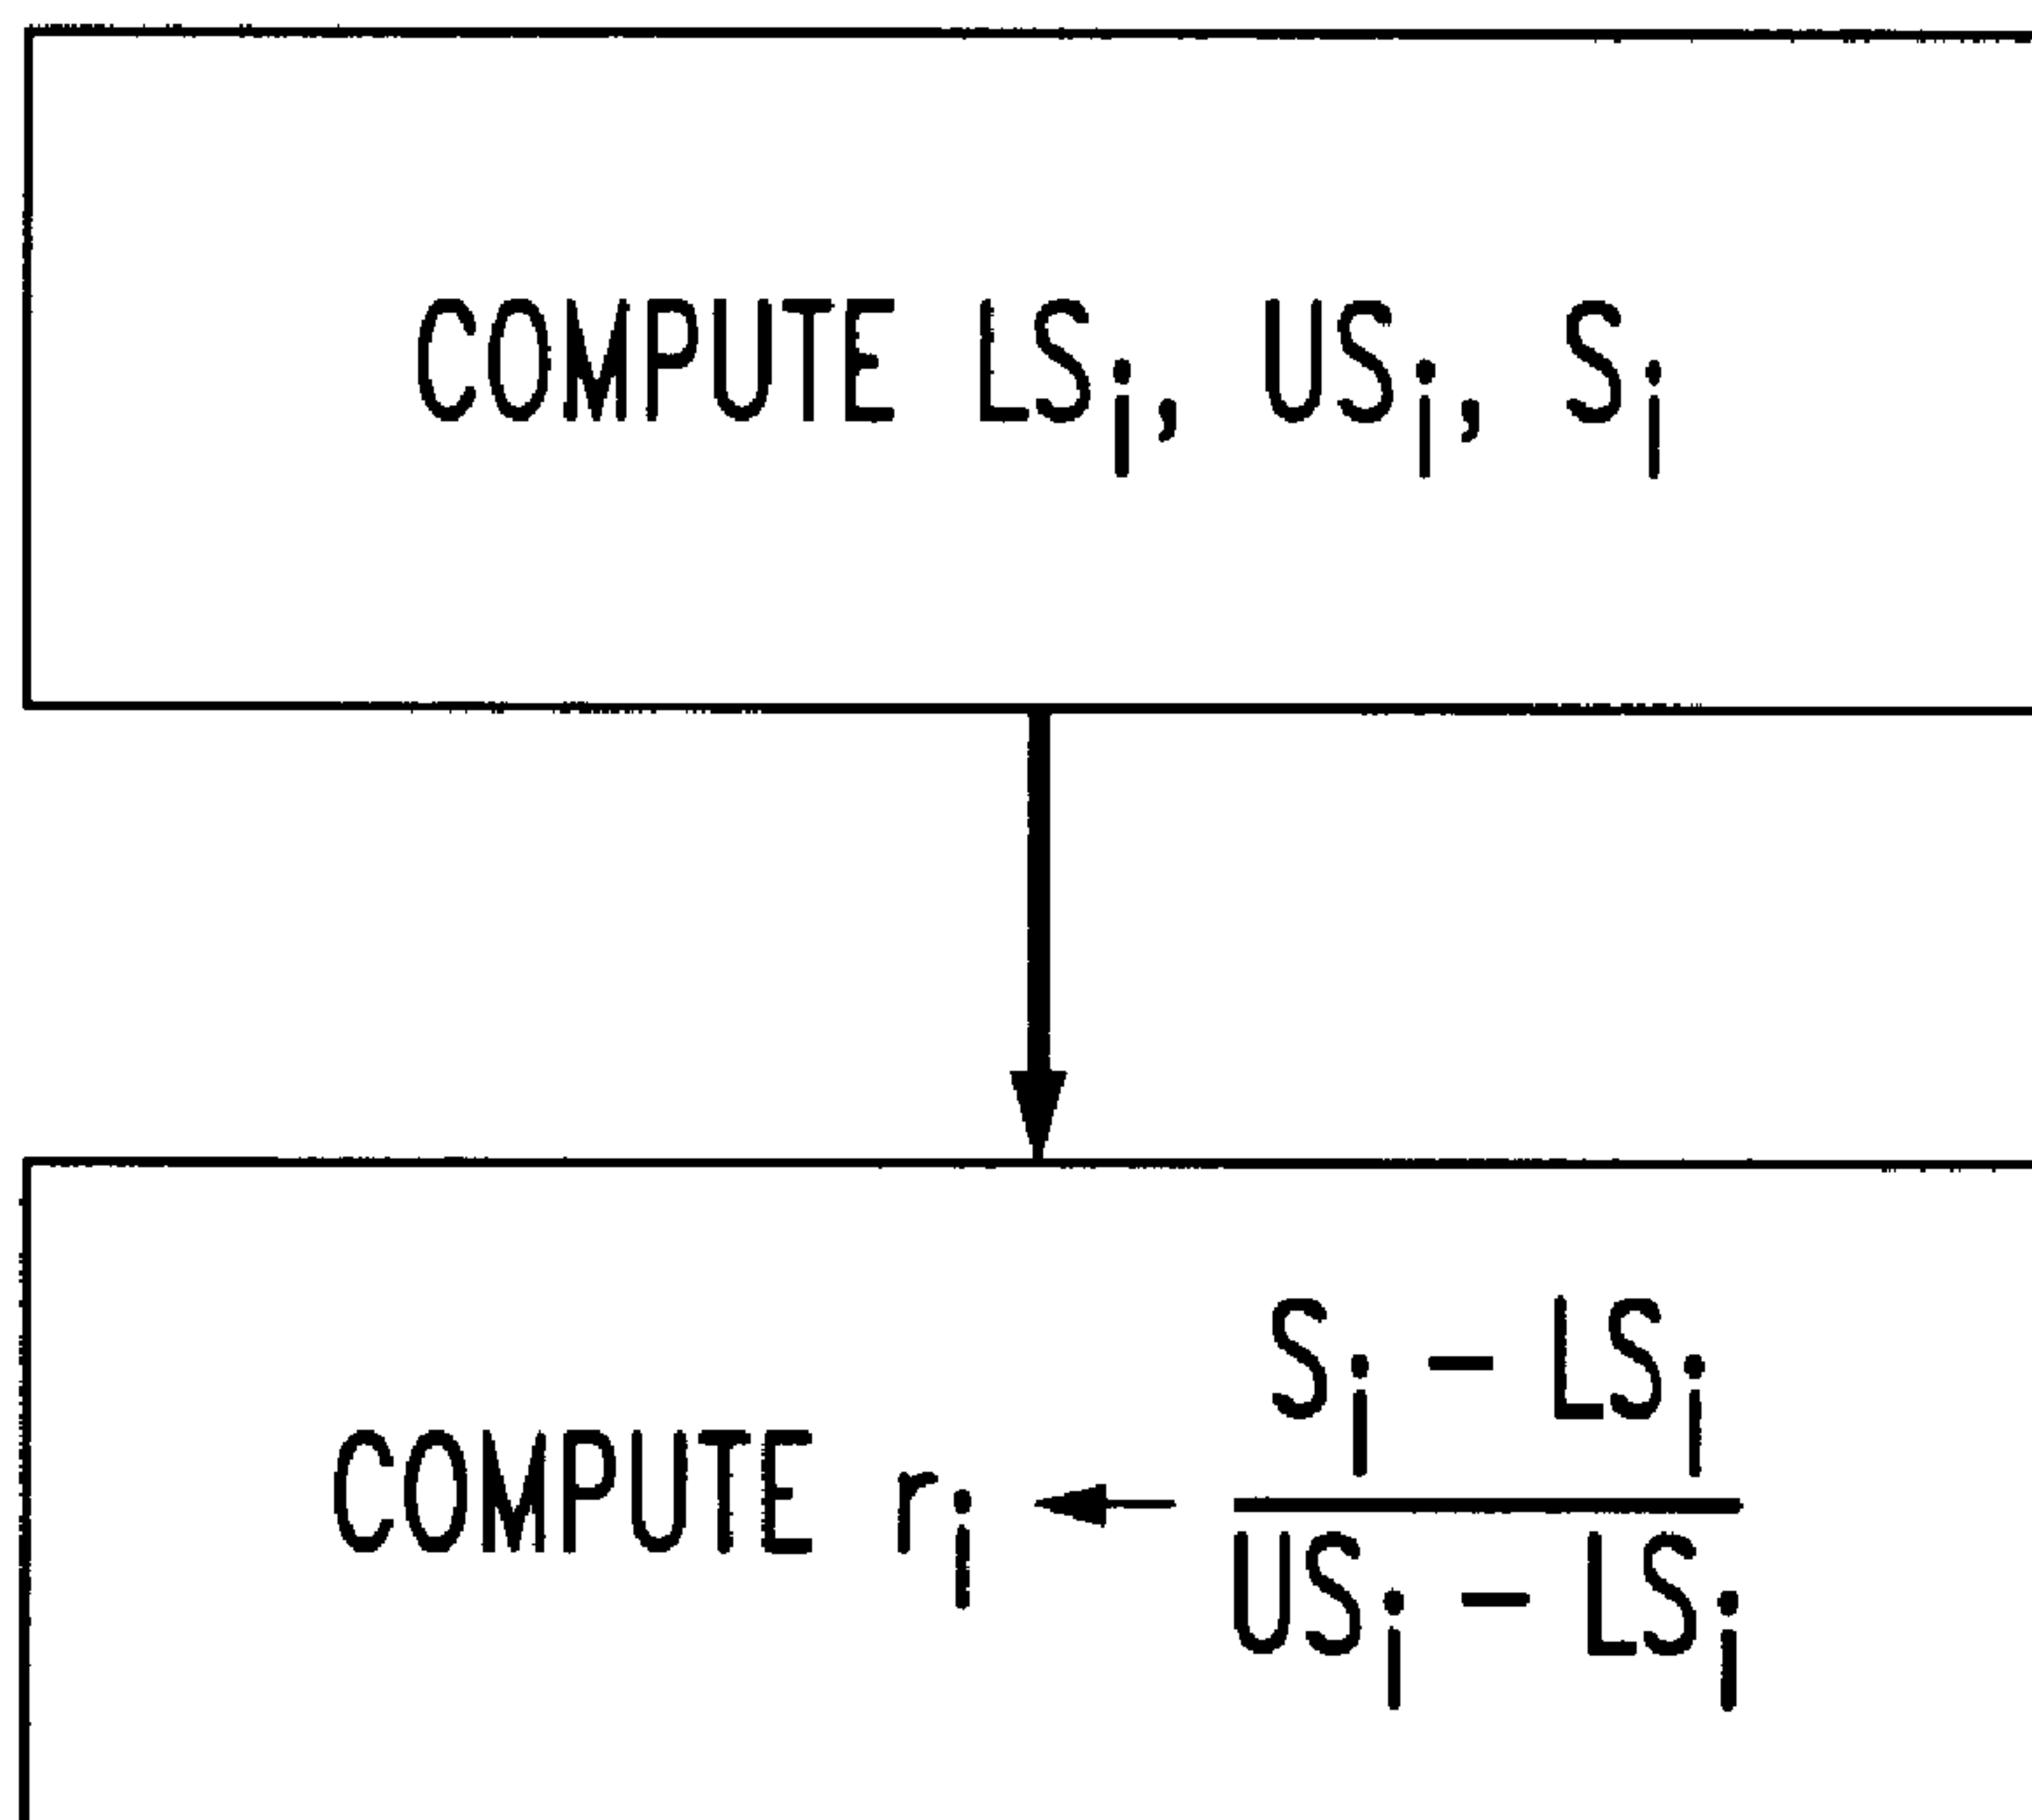 COMPUTE LSᵢ, USᵢ, Sᵢ
Sᵢ – LSᵢ
COMPUTE rᵢ ←
USᵢ – LSᵢ